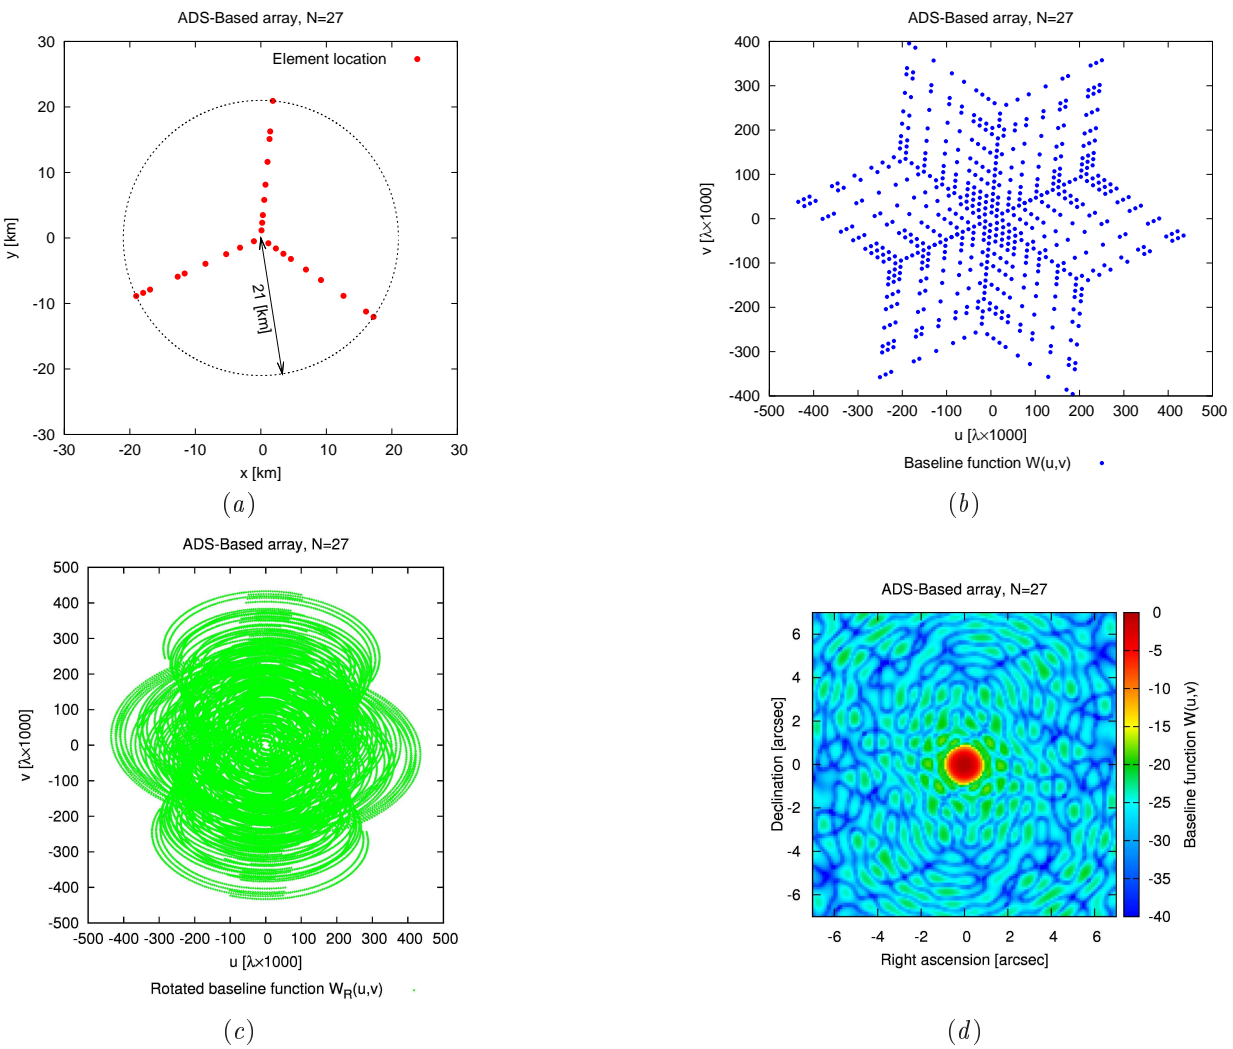 ADS-Based array, N=27
Element location
30
20
10
0
-10
-20
-30
y [km]
21 [km]
-30 -20 -10 0 10 20 30
x [km]
(a)
ADS-Based array, N=27
400
300
200
100
0
-100
-200
-300
-400
v [λ×1000]
-500 -400 -300 -200 -100 0 100 200 300 400 500
u [λ×1000]
Baseline function W(u,v)
(b)
ADS-Based array, N=27
500
400
300
200
100
0
-100
-200
-300
-400
-500
v [λ×1000]
-500 -400 -300 -200 -100 0 100 200 300 400 500
u [λ×1000]
Rotated baseline function W_R(u,v)
(c)
ADS-Based array, N=27
6
4
2
0
-2
-4
-6
Declination [arcsec]
-6 -4 -2 0 2 4 6
Right ascension [arcsec]
0
-5
-10
-15
-20
-25
-30
-35
-40
Baseline function W(u,v)
(d)